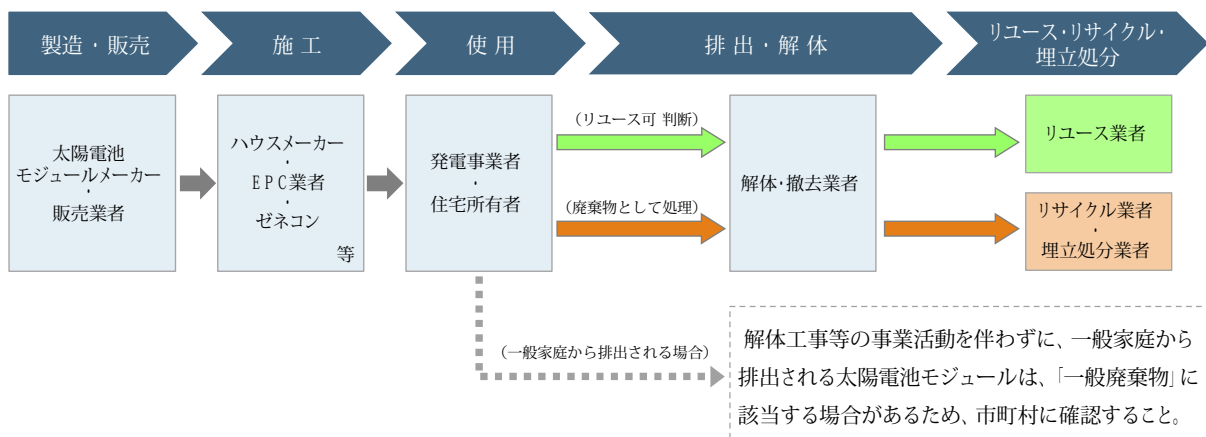 製造・販売
施工
使用
排出・解体
リユース・リサイクル・
埋立処分
太陽電池
モジュールメーカー
・
販売業者
ハウスメーカー
・
EPC業者
・
ゼネコン
等
発電事業者
・
住宅所有者
(リユース可 判断)
(廃棄物として処理)
解体・撤去業者
リユース業者
リサイクル業者
・
埋立処分業者
(一般家庭から排出される場合)
解体工事等の事業活動を伴わずに、一般家庭から
排出される太陽電池モジュールは、「一般廃棄物」に
該当する場合があるため、市町村に確認すること。